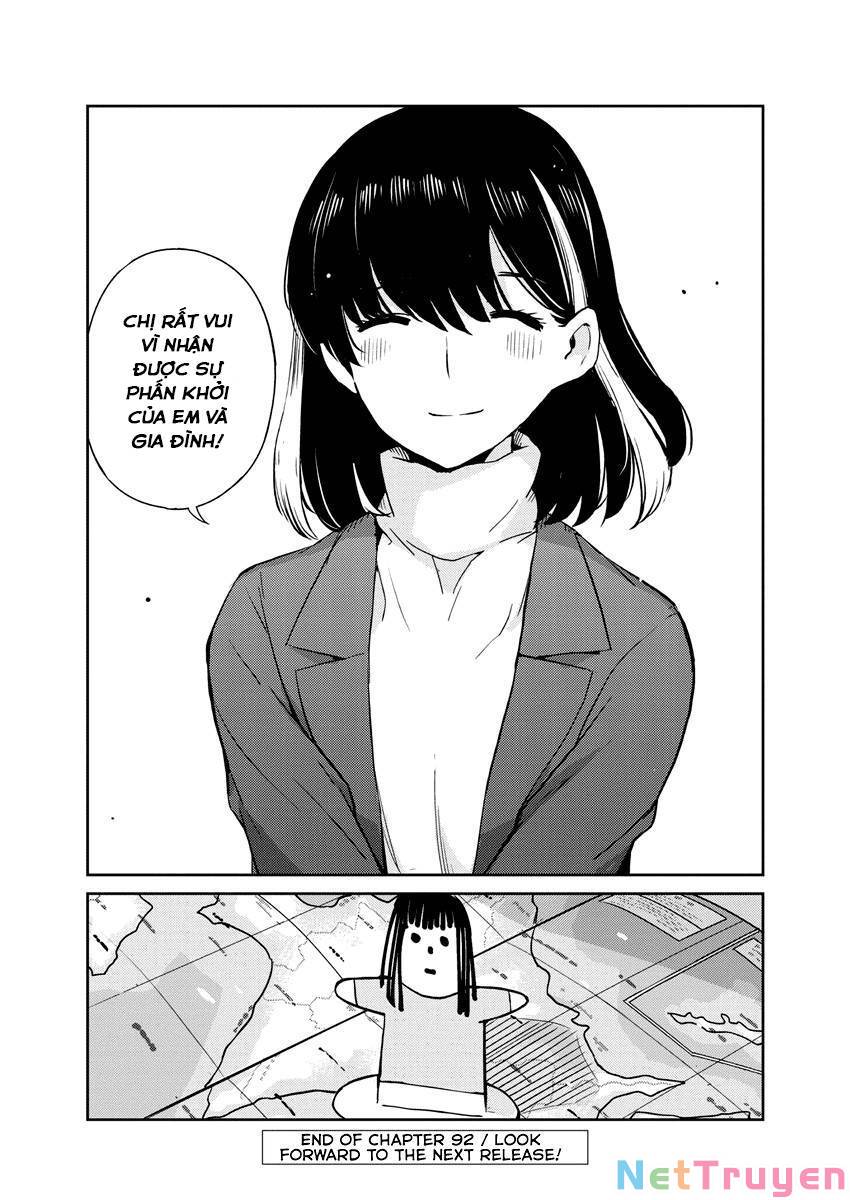 CHỊ RẤT VUI
VÌ NHẬN
ĐƯỢC SỰ
PHẤN KHỞI
CỦA EM VÀ
GIA ĐÌNH!
END OF CHAPTER 92 / LOOK
FORWARD TO THE NEXT RELEASE!
NetTruyen